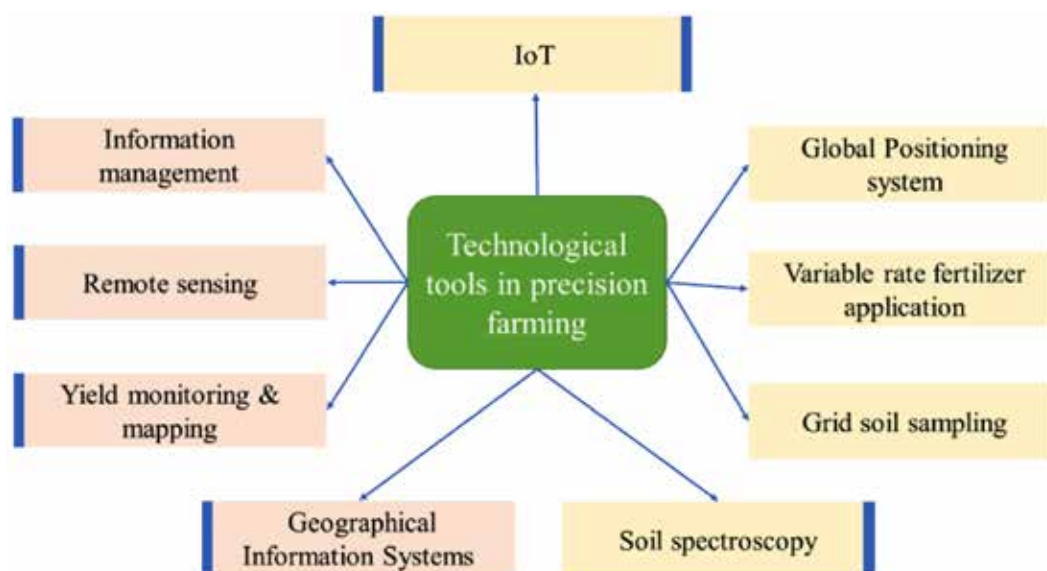 IoT
Information
management
Global Positioning
system
Technological
tools in precision
farming
Remote sensing
Variable rate fertilizer
application
Yield monitoring &
mapping
Grid soil sampling
Geographical
Information Systems
Soil spectroscopy